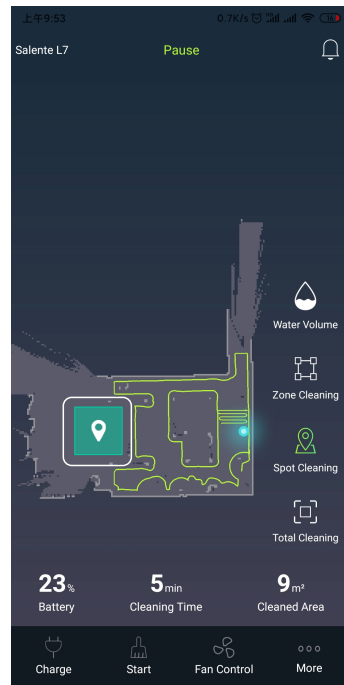 上午9:53
0.7K/s
16
Salente L7
Pause
Water Volume
Zone Cleaning
Spot Cleaning
Total Cleaning
23%
5min
9m²
Battery
Cleaning Time
Cleaned Area
Charge
Start
Fan Control
More